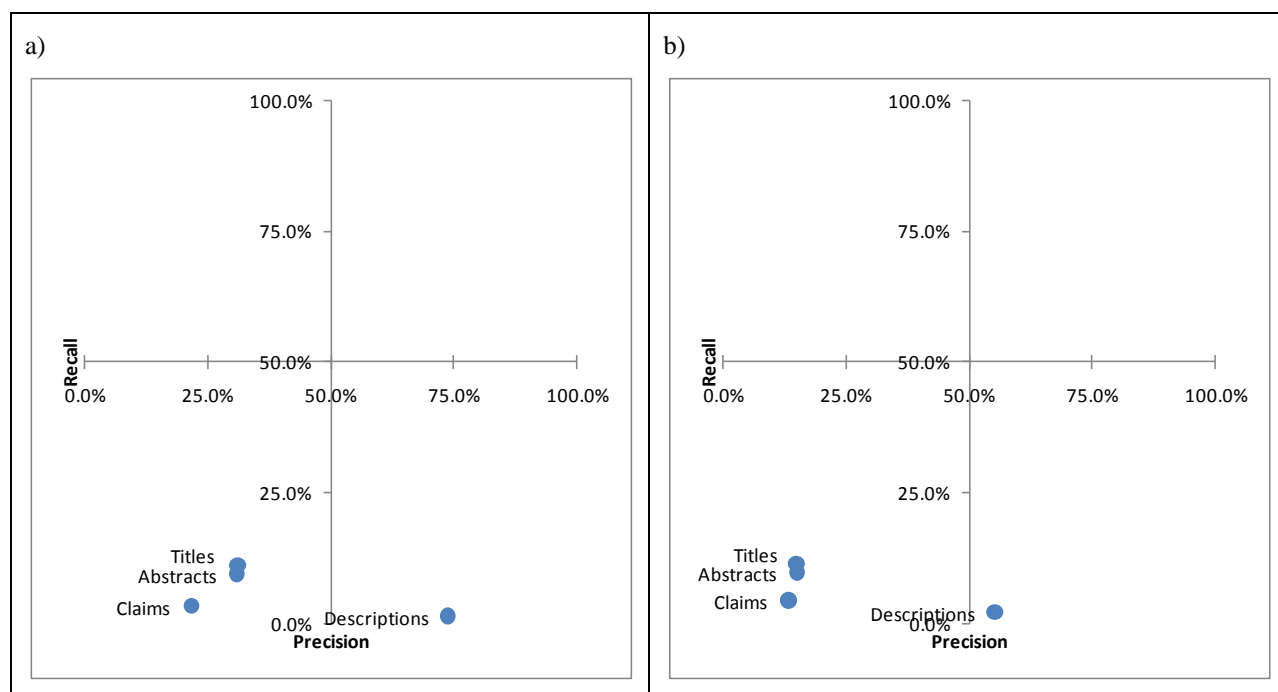 a)
100.0%
75.0%
Recall
50.0%
0.0% 25.0% 50.0% 75.0% 100.0%
25.0%
Titles
Abstracts
Claims
Descriptions
0.0%
Precision
b)
100.0%
75.0%
Recall
50.0%
0.0% 25.0% 50.0% 75.0% 100.0%
25.0%
Titles
Abstracts
Claims
Descriptions
0.0%
Precision